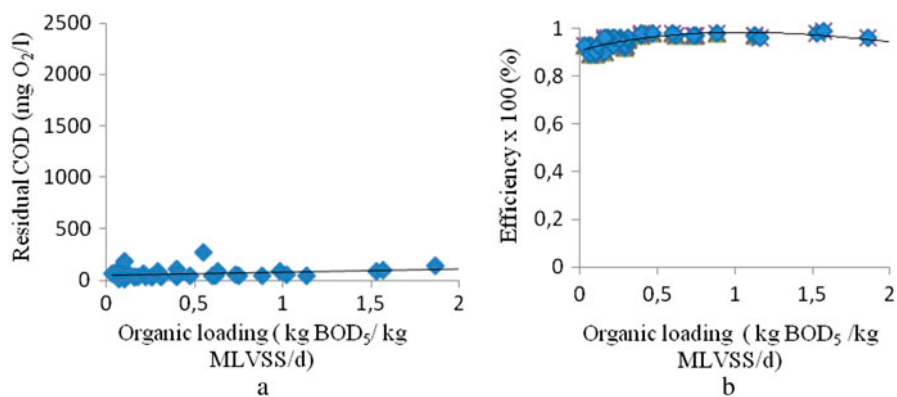 2500
2000
1500
1000
500
0
Residual COD (mg O₂/l)
0 0,5 1 1,5 2
Organic loading ( kg BOD₅/ kg
MLVSS/d)
a
1
0,8
0,6
0,4
0,2
0
Efficiency x 100 (%)
0 0,5 1 1,5 2
Organic loading ( kg BOD₅ /kg
MLVSS/d)
b